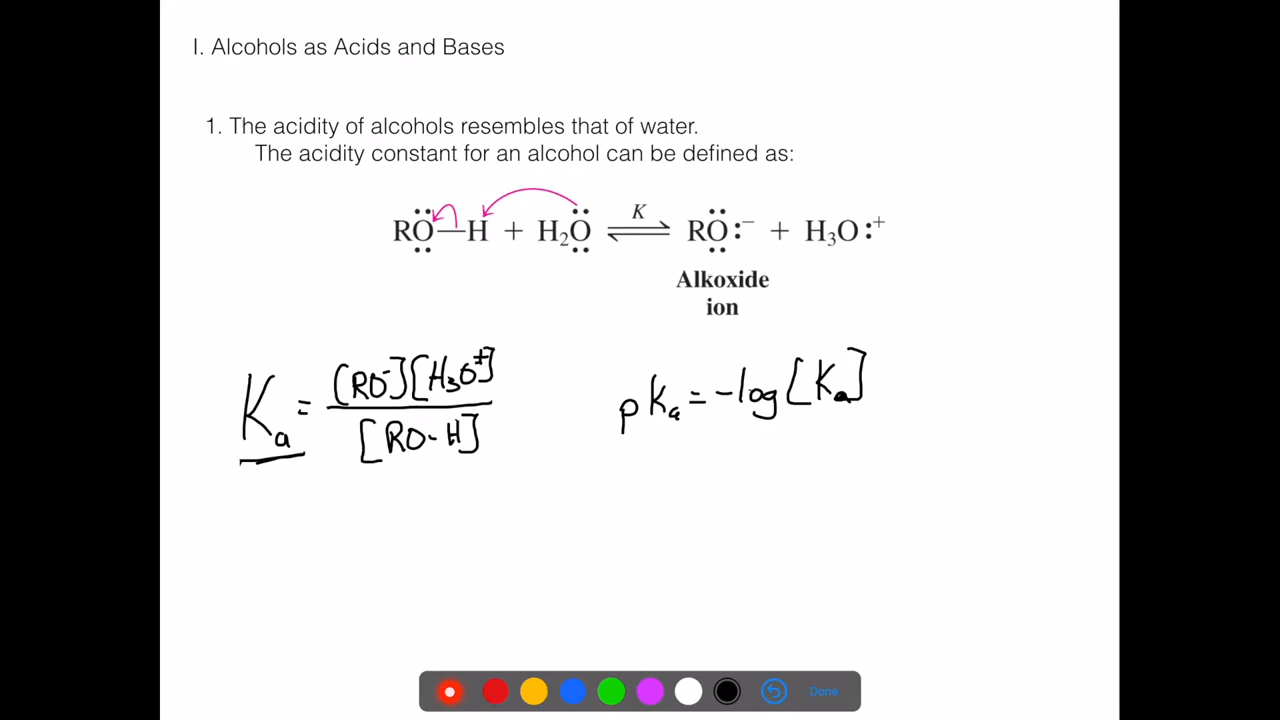 I. Alcohols as Acids and Bases
1. The acidity of alcohols resembles that of water.
The acidity constant for an alcohol can be defined as:
RÖ—H + H₂Ö ⇌ RÖ:⁻ + H₃O:⁺
K
Alkoxide
ion
Kₐ = [RO⁻][H₃O⁺] / [RO-H]
pKₐ = -log[Kₐ]
Done